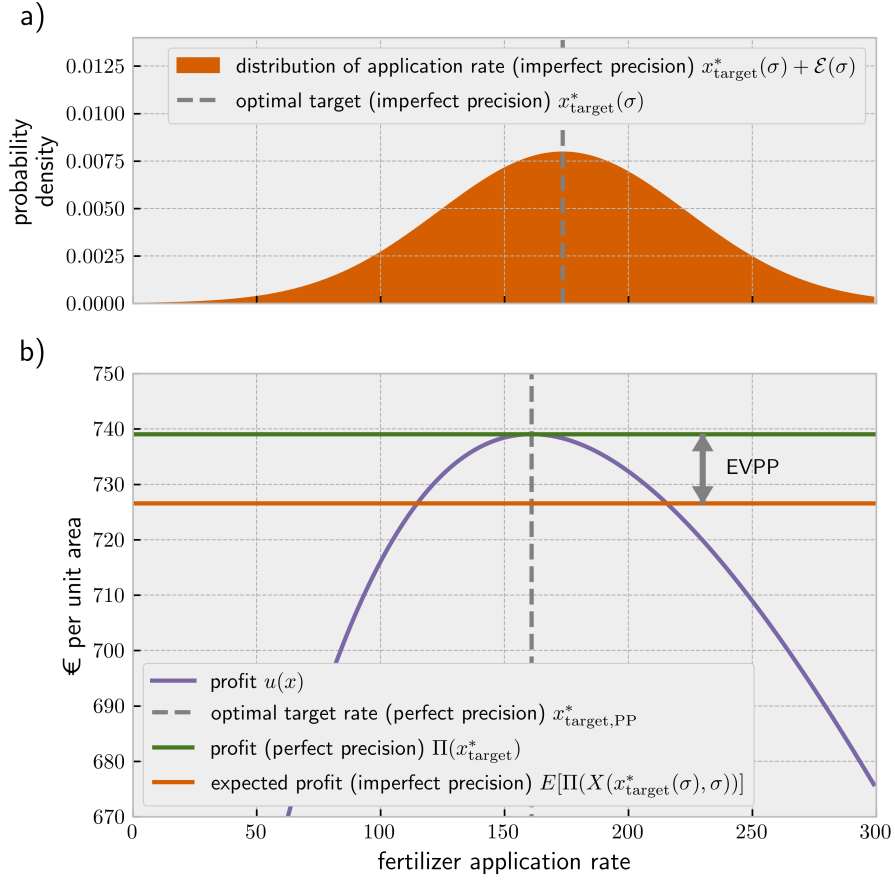 a)
0.0125
0.0100
0.0075
0.0050
0.0025
0.0000
probability
density
distribution of application rate (imperfect precision) x*target(σ) + ℰ(σ)
optimal target (imperfect precision) x*target(σ)
b)
750
740
730
720
710
700
690
680
670
€ per unit area
EVPP
profit u(x)
optimal target rate (perfect precision) x*target,PP
profit (perfect precision) Π(x*target)
expected profit (imperfect precision) E[Π(X(x*target(σ), σ))]
0 50 100 150 200 250 300
fertilizer application rate